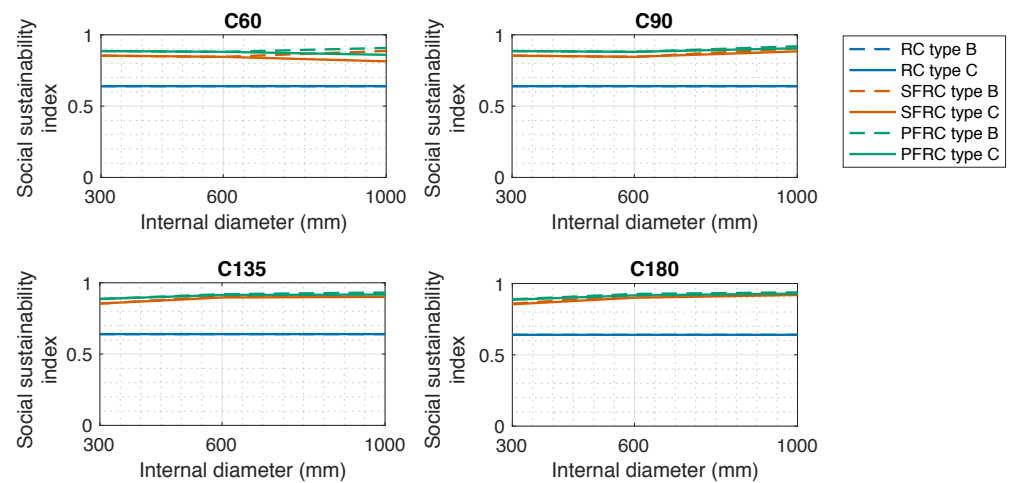 C60
Social sustainability
index
1
0.5
0
300
600
1000
Internal diameter (mm)
C90
Social sustainability
index
1
0.5
0
300
600
1000
Internal diameter (mm)
RC type B
RC type C
SFRC type B
SFRC type C
PFRC type B
PFRC type C
C135
Social sustainability
index
1
0.5
0
300
600
1000
Internal diameter (mm)
C180
Social sustainability
index
1
0.5
0
300
600
1000
Internal diameter (mm)